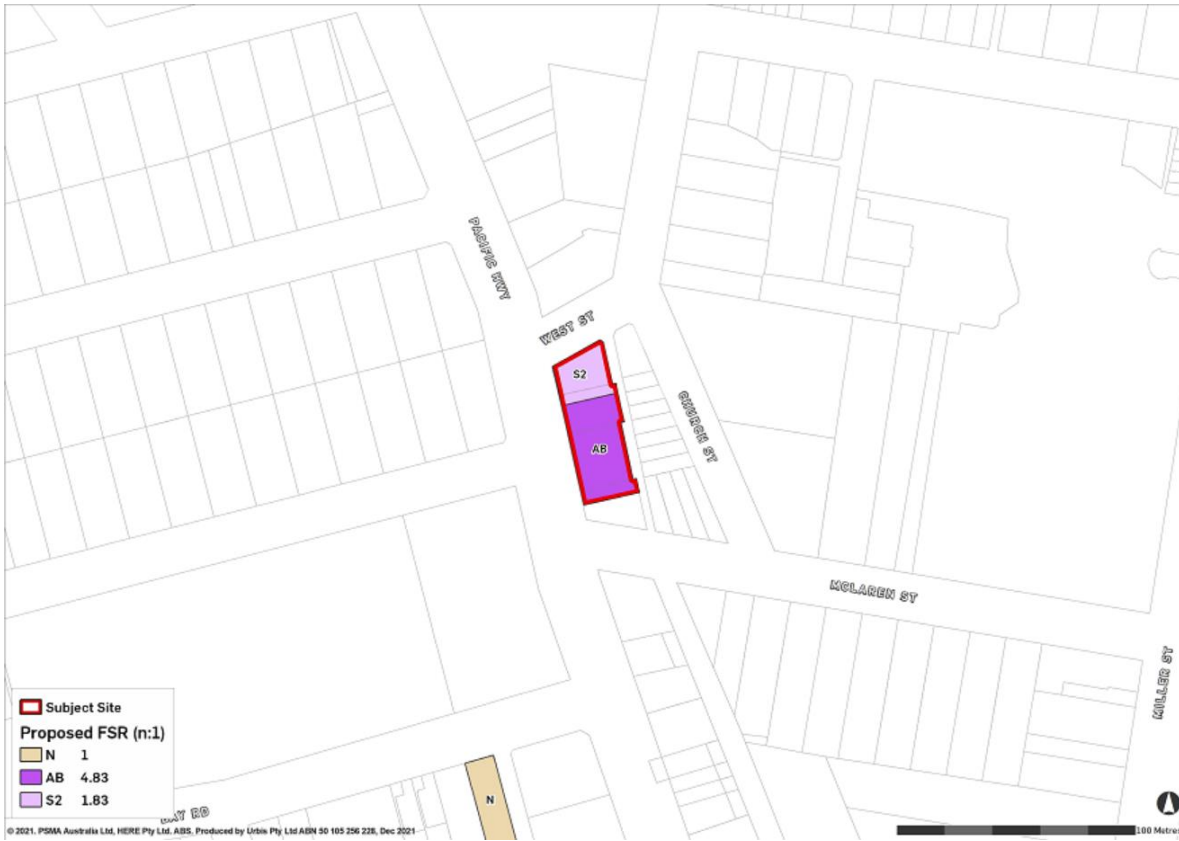 PACIFIC HWY
WEST ST
S2
CHURCH ST
AB
MCLAREN ST
MILLER ST
Subject Site
Proposed FSR (n:1)
N 1
AB 4.83
S2 1.83
N
BAY RD
© 2021. PSMA Australia Ltd, HERE Pty Ltd. ABS. Produced by Urbis Pty Ltd ABN 50 105 256 228, Dec 2021
100 Metres